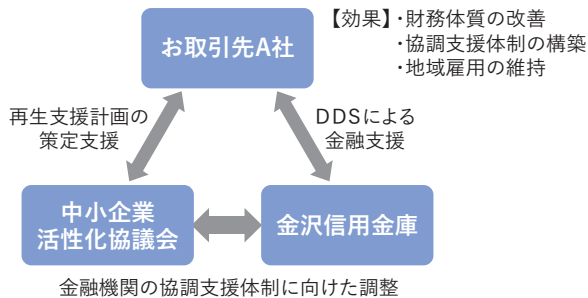 お取引先A社
【効果】・財務体質の改善
・協調支援体制の構築
・地域雇用の維持
再生支援計画の
策定支援
DDSによる
金融支援
中小企業
活性化協議会
金沢信用金庫
金融機関の協調支援体制に向けた調整